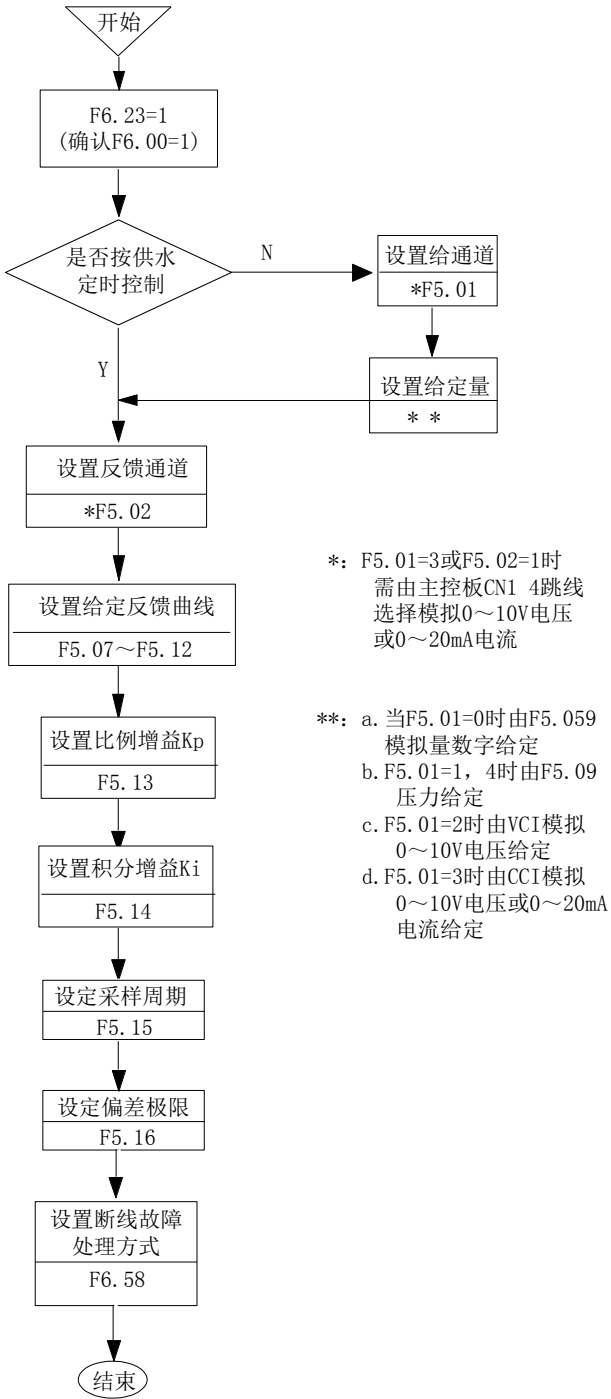 开始
F6.23=1
(确认F6.00=1)
是否按供水
定时控制
N
设置给通道
*F5.01
Y
设置给定量
* *
设置反馈通道
*F5.02
设置给定反馈曲线
F5.07～F5.12
*: F5.01=3或F5.02=1时
需由主控板CN1 4跳线
选择模拟0～10V电压
或0～20mA电流
设置比例增益Kp
F5.13
设置积分增益Ki
F5.14
**: a.当F5.01=0时由F5.059
模拟量数字给定
b.F5.01=1, 4时由F5.09
压力给定
c.F5.01=2时由VCI模拟
0～10V电压给定
d.F5.01=3时由CCI模拟
0～10V电压或0～20mA
电流给定
设定采样周期
F5.15
设定偏差极限
F5.16
设置断线故障
处理方式
F6.58
结束